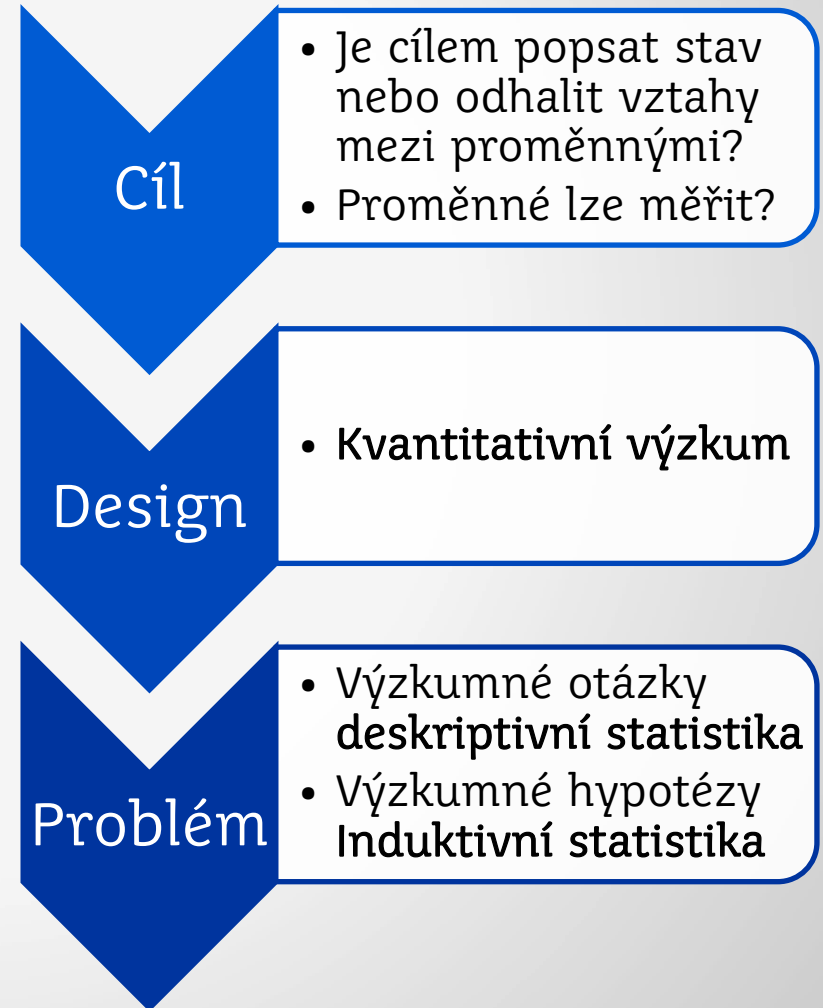 Cíl
• Je cílem popsat stav
nebo odhalit vztahy
mezi proměnnými?
• Proměnné lze měřit?
Design
• Kvantitativní výzkum
Problém
• Výzkumné otázky
deskriptivní statistika
• Výzkumné hypotézy
Induktivní statistika